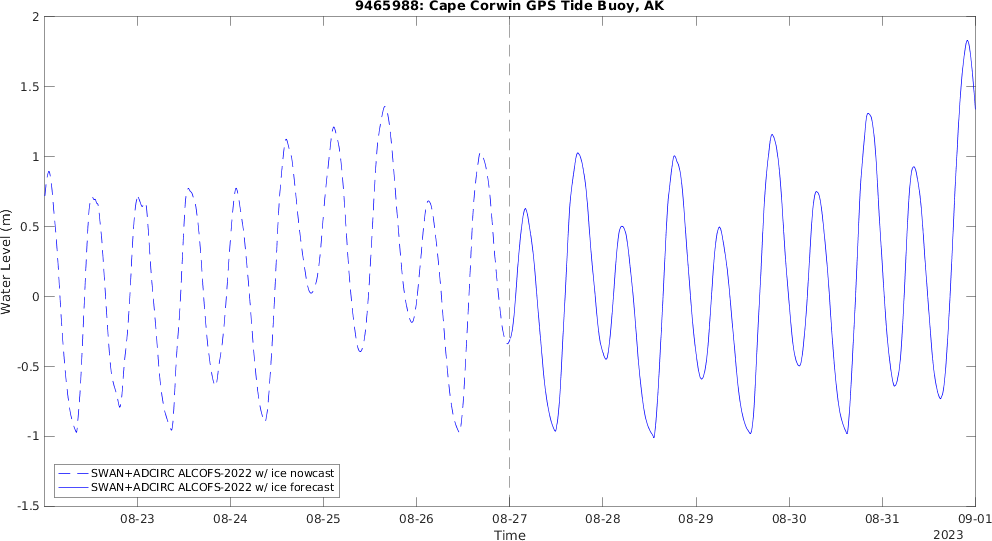 9465988: Cape Corwin GPS Tide Buoy, AK
Water Level (m)
2
1.5
1
0.5
0
-0.5
-1
-1.5
SWAN+ADCIRC ALCOFS-2022 w/ ice nowcast
SWAN+ADCIRC ALCOFS-2022 w/ ice forecast
08-23 08-24 08-25 08-26 08-27 08-28 08-29 08-30 08-31 09-01
Time
2023